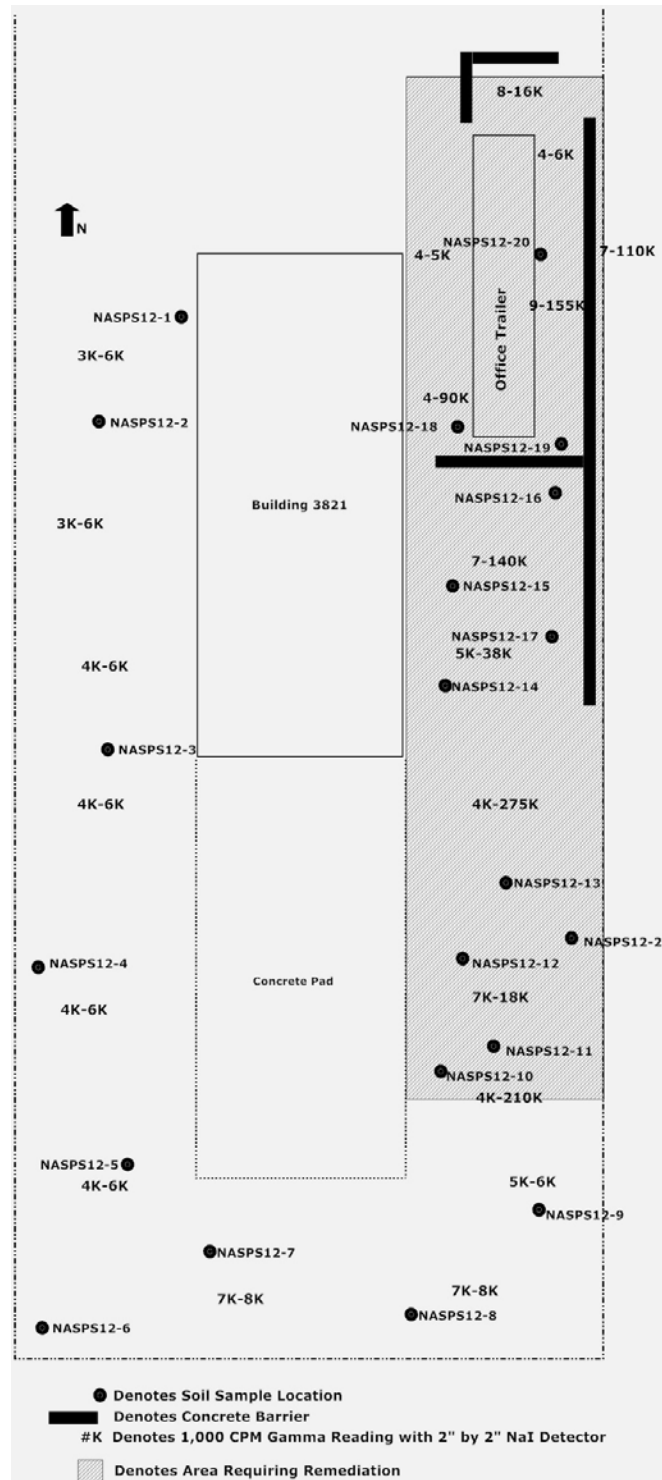 8-16K
4-6K
N
NASPS12-20
4-5K
7-110K
9-155K
Office Trailer
NASPS12-1
3K-6K
4-90K
NASPS12-2
NASPS12-18
NASPS12-19
NASPS12-16
Building 3821
3K-6K
7-140K
NASPS12-15
NASPS12-17
5K-38K
4K-6K
NASPS12-14
NASPS12-3
4K-6K
4K-275K
NASPS12-13
NASPS12-2
NASPS12-4
NASPS12-12
Concrete Pad
7K-18K
4K-6K
NASPS12-11
NASPS12-10
4K-210K
NASPS12-5
4K-6K
5K-6K
NASPS12-9
NASPS12-7
7K-8K
7K-8K
NASPS12-8
NASPS12-6
Denotes Soil Sample Location
Denotes Concrete Barrier
#K Denotes 1,000 CPM Gamma Reading with 2" by 2" NaI Detector
Denotes Area Requiring Remediation